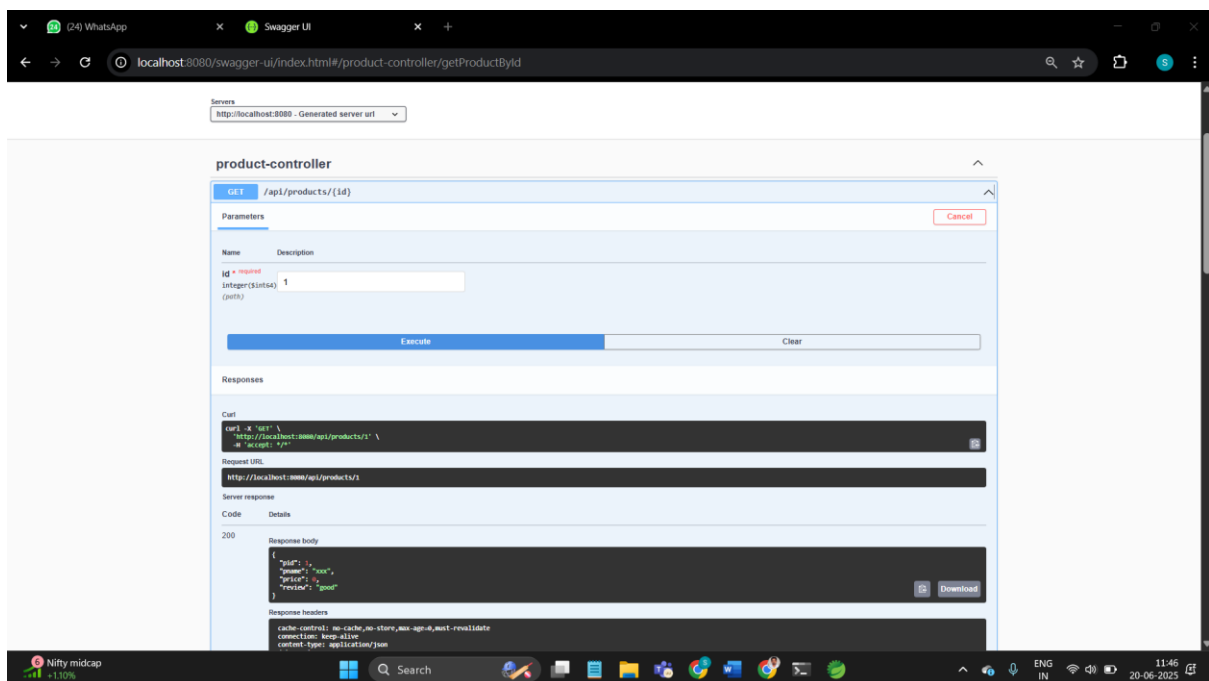 (24) WhatsApp
Swagger UI
localhost:8080/swagger-ui/index.html#/product-controller/getProductById
S
Servers
http://localhost:8080 - Generated server url
product-controller
GET /api/products/{id}
Parameters
Cancel
Name Description
id * required
integer($int64)
(path)
1
Execute
Clear
Responses
Curl
curl -X 'GET' \
'http://localhost:8080/api/products/1' \
-H 'accept: */*'
Request URL
http://localhost:8080/api/products/1
Server response
Code Details
200
Response body
{
"pid": 1,
"pname": "xxx",
"price": 0,
"review": "good"
}
Download
Response headers
cache-control: no-cache,no-store,max-age=0,must-revalidate
connection: keep-alive
content-type: application/json
6
Nifty midcap
+1.10%
Search
ENG
IN
11:46
20-06-2025